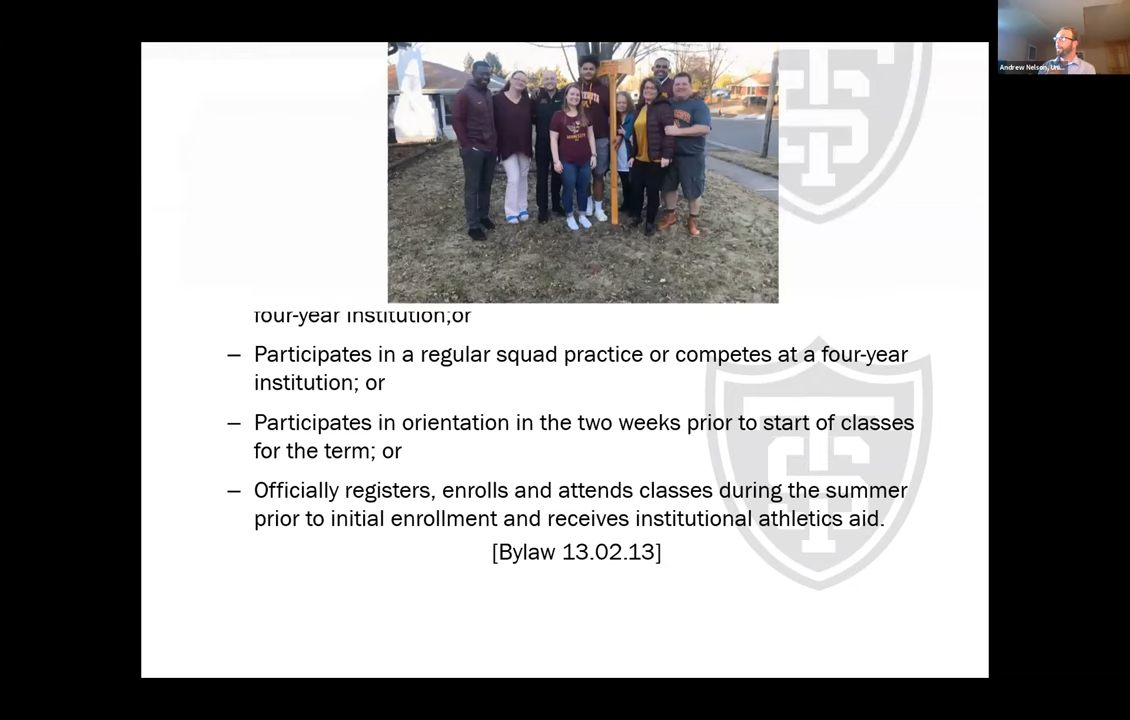 four-year institution;or
– Participates in a regular squad practice or competes at a four-year
institution; or
– Participates in orientation in the two weeks prior to start of classes
for the term; or
– Officially registers, enrolls and attends classes during the summer
prior to initial enrollment and receives institutional athletics aid.
[Bylaw 13.02.13]
Andrew Nelson, Uni...